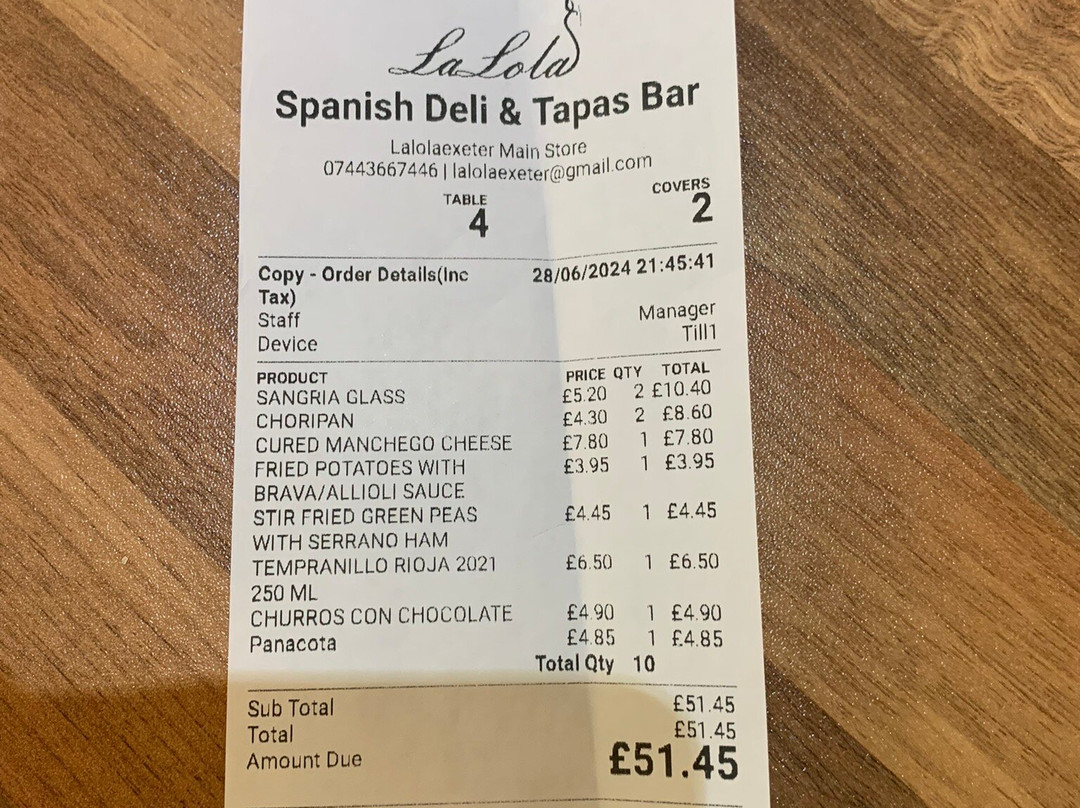 La Lola
Spanish Deli & Tapas Bar
Lalolaexeter Main Store
07443667446 | lalolaexeter@gmail.com
TABLE COVERS
4 2
Copy - Order Details(Inc 28/06/2024 21:45:41
Tax)
Staff Manager
Device Till1
PRODUCT PRICE QTY TOTAL
SANGRIA GLASS £5.20 2 £10.40
CHORIPAN £4.30 2 £8.60
CURED MANCHEGO CHEESE £7.80 1 £7.80
FRIED POTATOES WITH £3.95 1 £3.95
BRAVA/ALLIOLI SAUCE
STIR FRIED GREEN PEAS £4.45 1 £4.45
WITH SERRANO HAM
TEMPRANILLO RIOJA 2021 £6.50 1 £6.50
250 ML
CHURROS CON CHOCOLATE £4.90 1 £4.90
Panacota £4.85 1 £4.85
Total Qty 10
Sub Total £51.45
Total £51.45
Amount Due £51.45